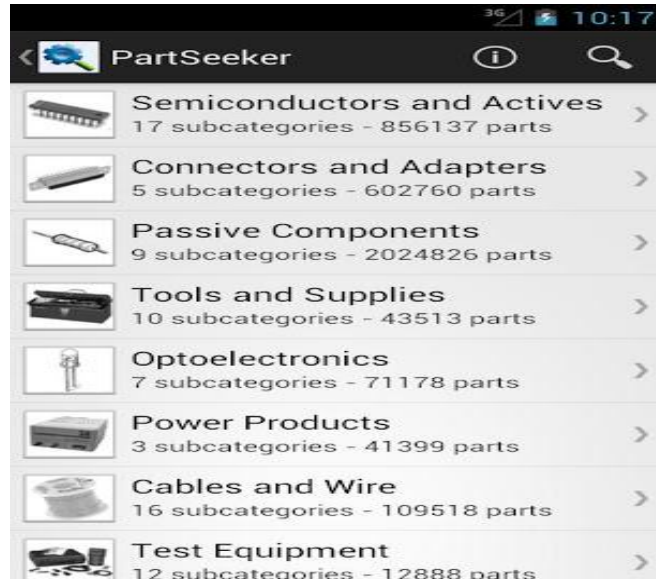 3G 10:17
PartSeeker
Semiconductors and Actives
17 subcategories - 856137 parts
Connectors and Adapters
5 subcategories - 602760 parts
Passive Components
9 subcategories - 2024826 parts
Tools and Supplies
10 subcategories - 43513 parts
Optoelectronics
7 subcategories - 71178 parts
Power Products
3 subcategories - 41399 parts
Cables and Wire
16 subcategories - 109518 parts
Test Equipment
12 subcategories - 12888 parts